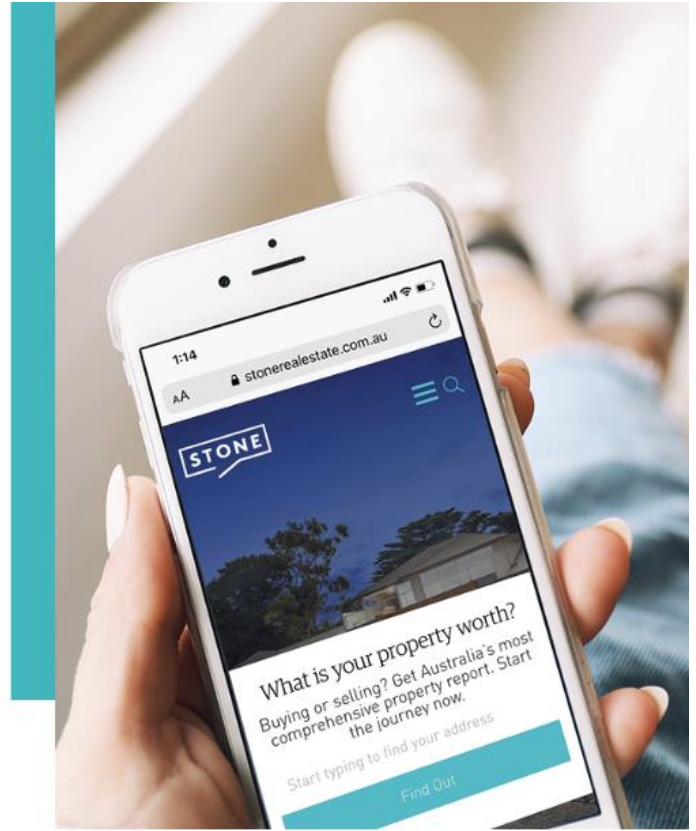 1:14
AA stonerealestate.com.au
STONE
What is your property worth?
Buying or selling? Get Australia's most
comprehensive property report. Start
the journey now.
Start typing to find your address
Find Out